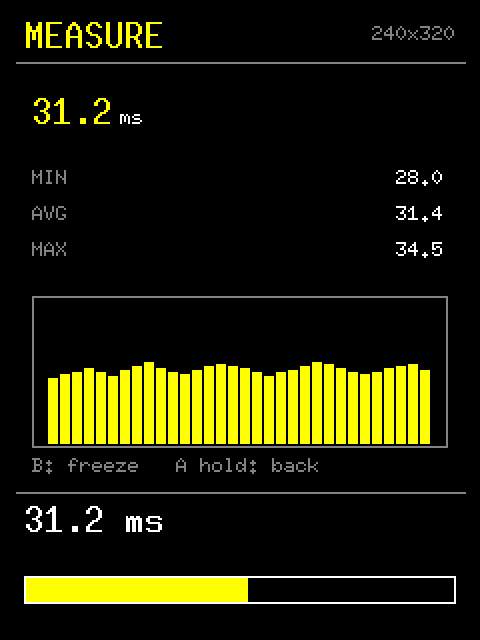 MEASURE 240x320
31.2 ms
MIN 28.0
AVG 31.4
MAX 34.5
B: freeze A hold: back
31.2 ms